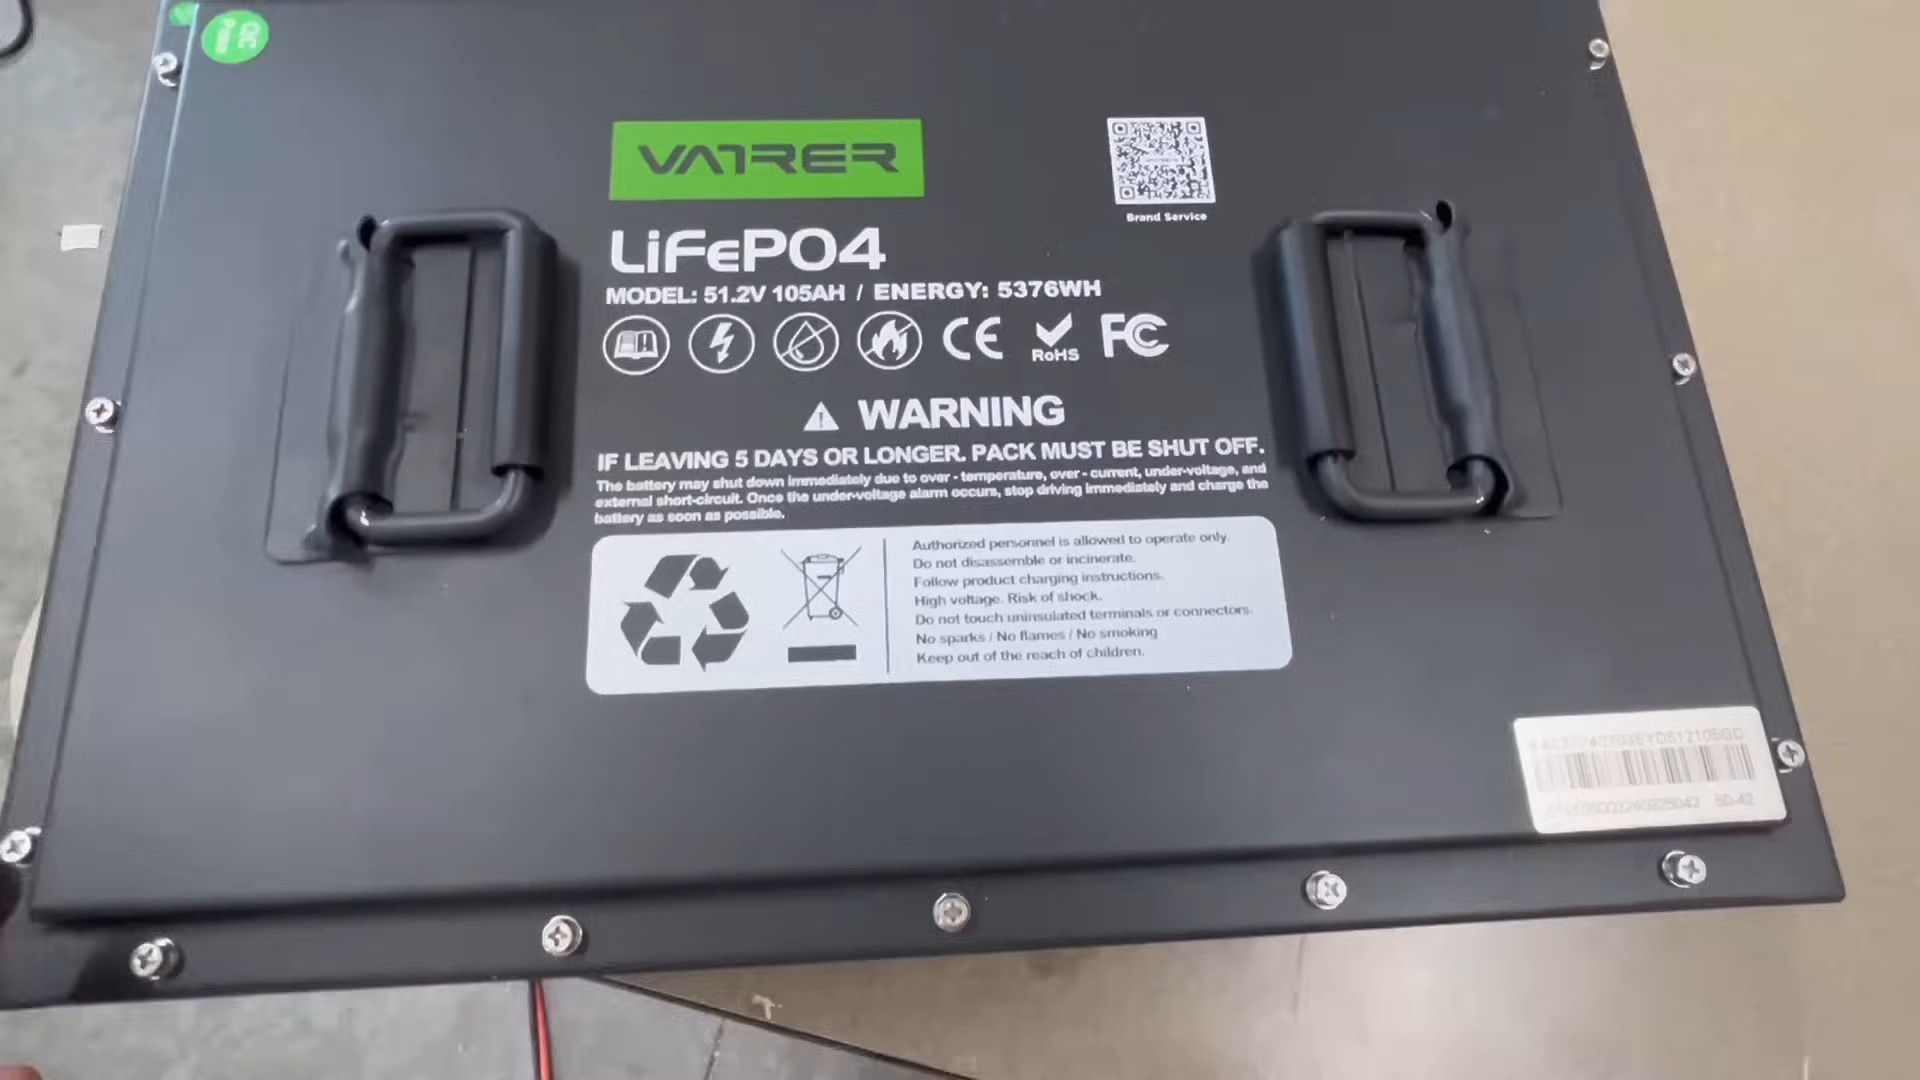 QC
VATRER
Brand Service
LiFePO4
MODEL: 51.2V 105AH / ENERGY: 5376WH
CE
RoHS
FC
WARNING
IF LEAVING 5 DAYS OR LONGER. PACK MUST BE SHUT OFF.
The battery may shut down immediately due to over - temperature, over - current, under-voltage, and
external short-circuit. Once the under-voltage alarm occurs, stop driving immediately and charge the
battery as soon as possible.
Authorized personnel is allowed to operate only.
Do not disassemble or incinerate.
Follow product charging instructions.
High voltage. Risk of shock.
Do not touch uninsulated terminals or connectors.
No sparks / No flames / No smoking
Keep out of the reach of children.
50-42